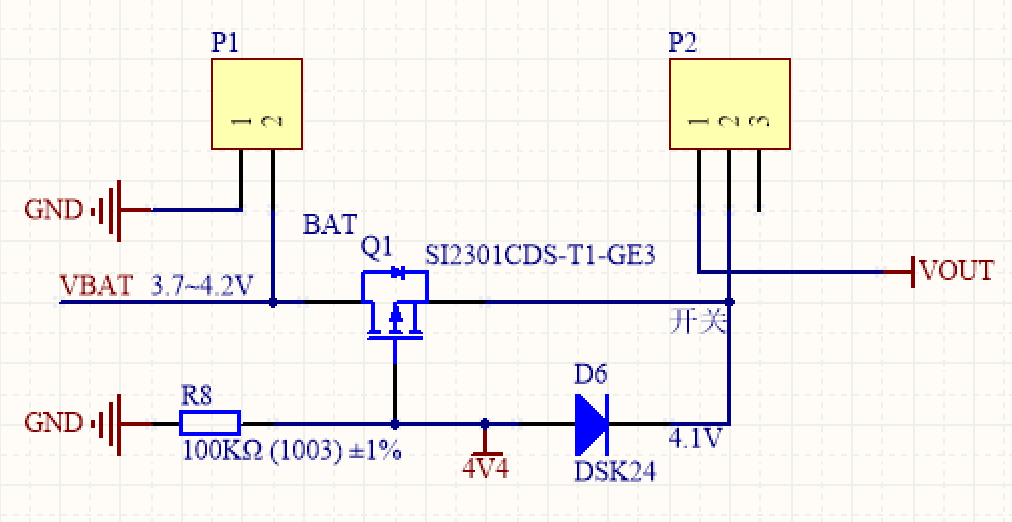 P1
P2
1 2
1 2 3
GND
BAT
Q1
SI2301CDS-T1-GE3
VBAT 3.7~4.2V
VOUT
开关
D6
R8
GND
100KΩ (1003) ±1%
4.1V
4V4
DSK24